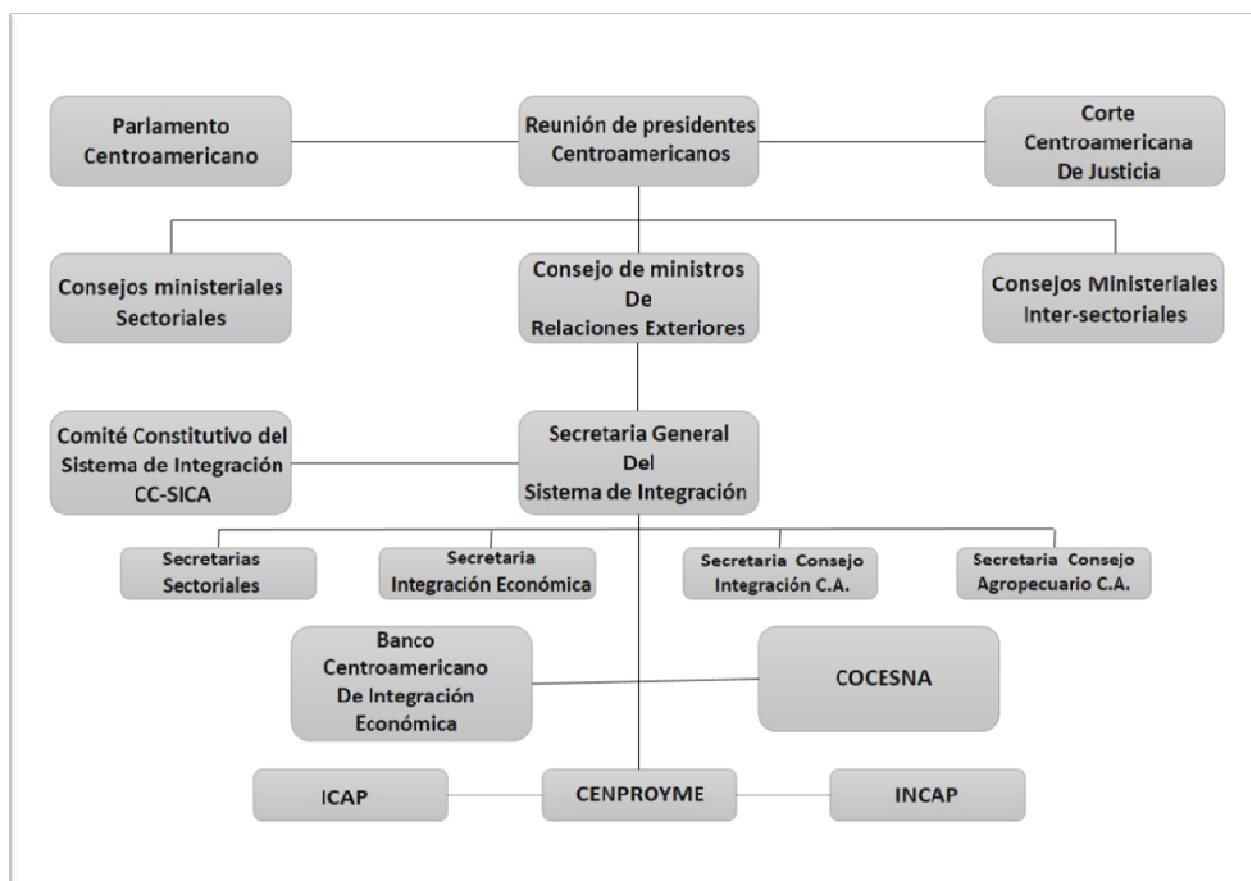 Parlamento
Centroamericano
Reunión de presidentes
Centroamericanos
Corte
Centroamericana
De Justicia
Consejos ministeriales
Sectoriales
Consejo de ministros
De
Relaciones Exteriores
Consejos Ministeriales
Inter-sectoriales
Comité Constitutivo del
Sistema de Integración
CC-SICA
Secretaria General
Del
Sistema de Integración
Secretarias
Sectoriales
Secretaria
Integración Económica
Secretaria Consejo
Integración C.A.
Secretaria Consejo
Agropecuario C.A.
Banco
Centroamericano
De Integración
Económica
COCESNA
ICAP
CENPROYME
INCAP